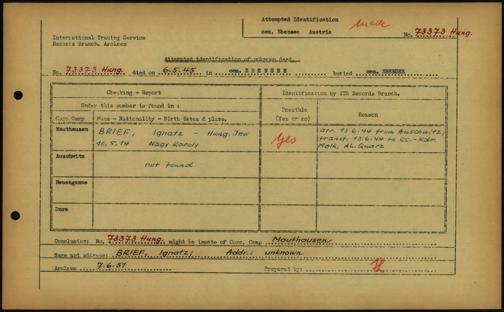 Attempted Identification
made
cem. Ebensee Austria
No. 73373 Hung.
International Tracing Service
Records Branch, Arolsen
Attempted identification of unknown dead.
No. 73373 Hung. died on 6.5.45 in cem. EBENSEE buried cem. EBENSEE
Checking - Report
Identification by ITS Records Branch.
Under this number is found in :
Possible (Yes or no)
Reason
Conc. Camp
Name - Nationality - Birth dates & place.
Mauthausen
BRIEF, Ignatz - Hung. Jew
10.5.14 Nagy Karoly
Yes
arr. 13.6.44 from Auschwitz,
transf. 13.6.44 to CC.-Kdo.
Melk, AL. Quarz
Auschwitz
not found
Neuengamme
Dora
Conclusion: No. 73373 Hung. might be inmate of Conc. Camp Mauthausen
Name and address: BRIEF, Ignatz; Addr.: unknown
Arolsen 7.6.51 Prepared by: